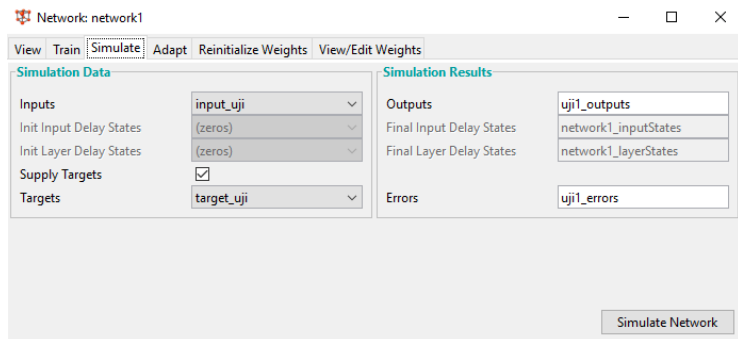 Network: network1
View Train Simulate Adapt Reinitialize Weights View/Edit Weights
Simulation Data
Inputs input_uji
Init Input Delay States (zeros)
Init Layer Delay States (zeros)
Supply Targets
Targets target_uji
Simulation Results
Outputs uji1_outputs
Final Input Delay States network1_inputStates
Final Layer Delay States network1_layerStates
Errors uji1_errors
Simulate Network